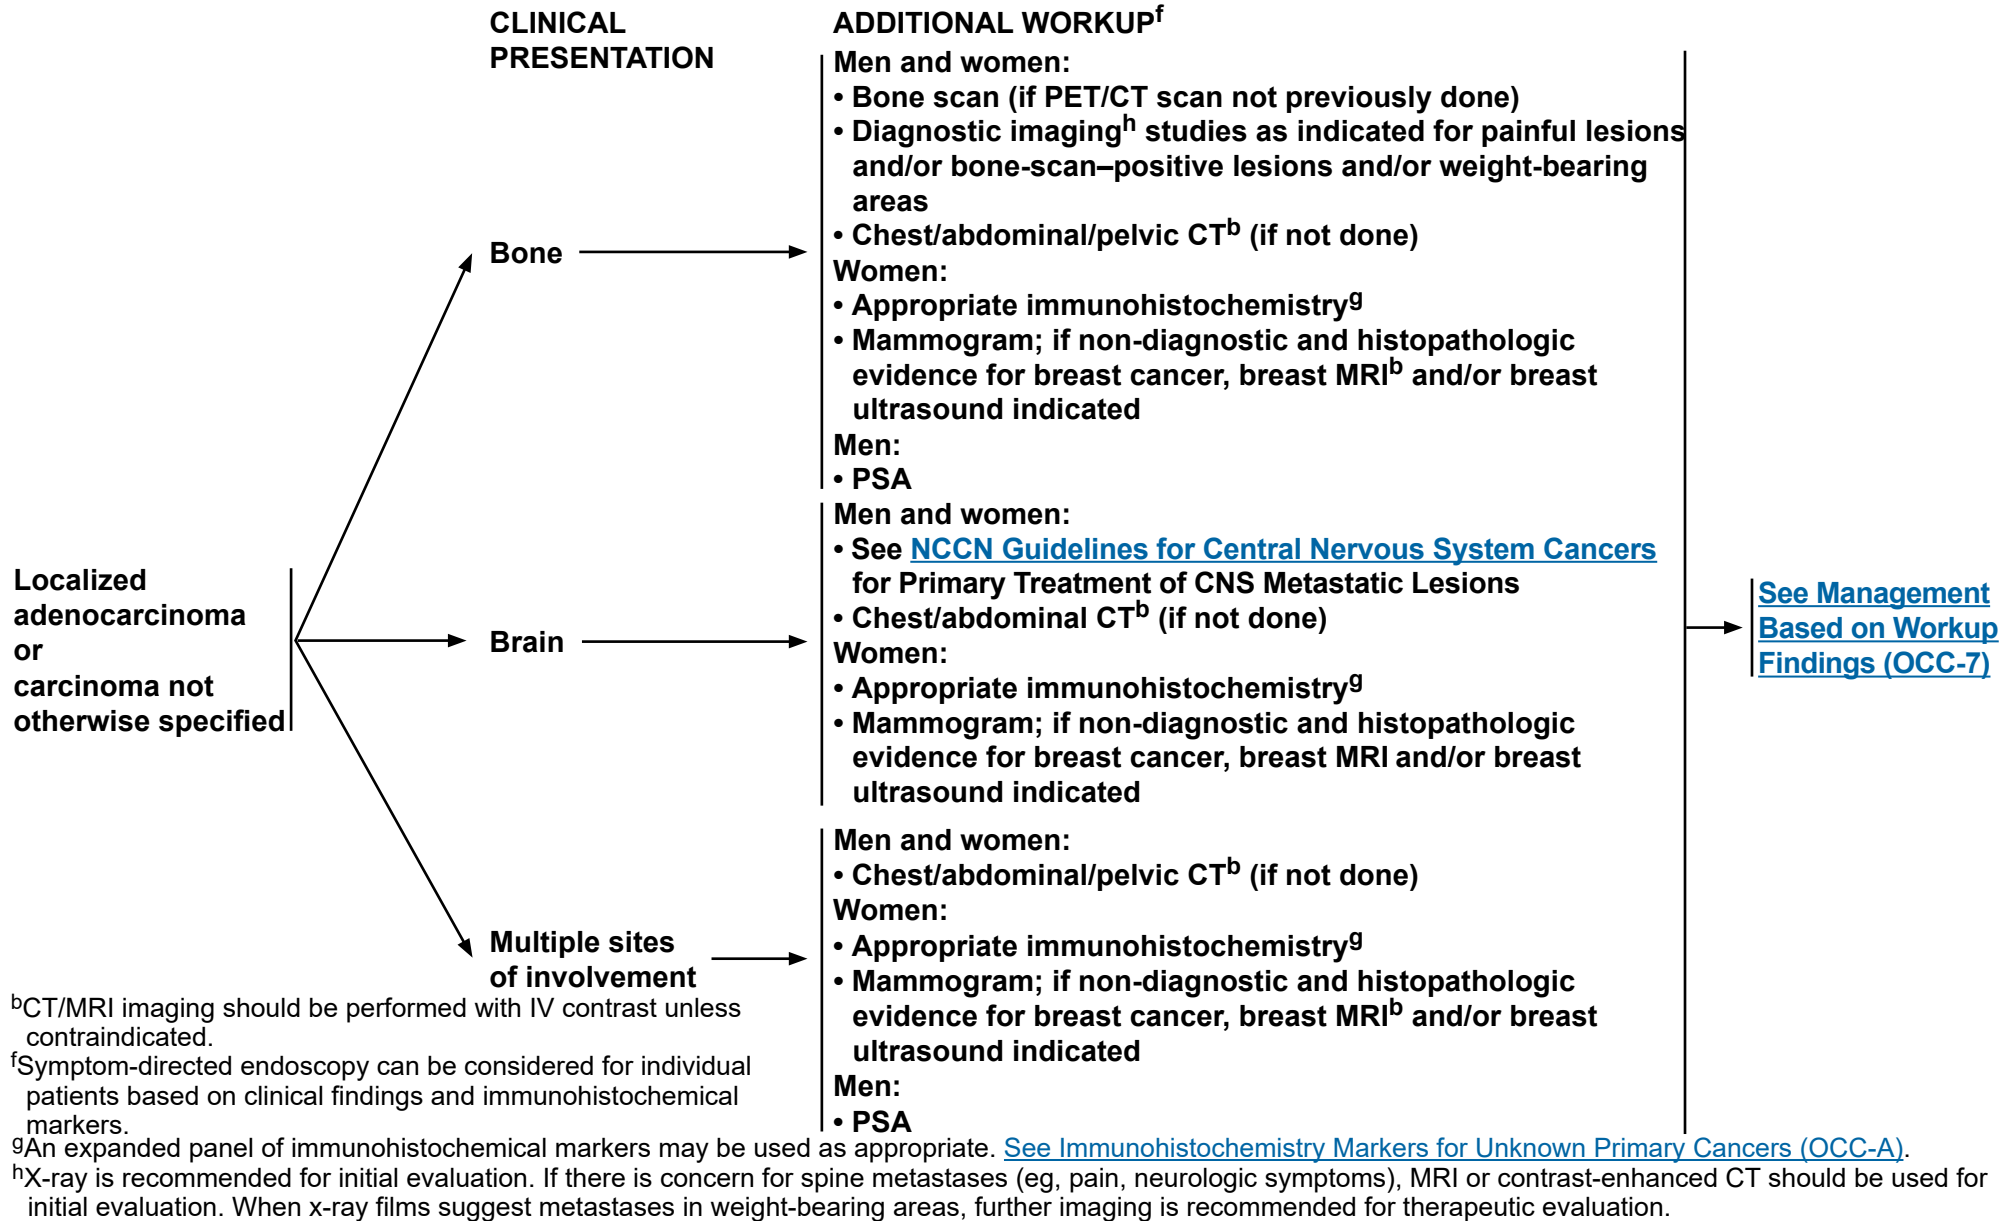 CLINICAL
PRESENTATION
ADDITIONAL WORKUPf
Localized
adenocarcinoma
or
carcinoma not
otherwise specified
Bone
Men and women:
• Bone scan (if PET/CT scan not previously done)
• Diagnostic imagingh studies as indicated for painful lesions
and/or bone-scan–positive lesions and/or weight-bearing
areas
• Chest/abdominal/pelvic CTb (if not done)
Women:
• Appropriate immunohistochemistryg
• Mammogram; if non-diagnostic and histopathologic
evidence for breast cancer, breast MRIb and/or breast
ultrasound indicated
Men:
• PSA
Brain
Men and women:
• See NCCN Guidelines for Central Nervous System Cancers
for Primary Treatment of CNS Metastatic Lesions
• Chest/abdominal CTb (if not done)
Women:
• Appropriate immunohistochemistryg
• Mammogram; if non-diagnostic and histopathologic
evidence for breast cancer, breast MRI and/or breast
ultrasound indicated
Multiple sites
of involvement
Men and women:
• Chest/abdominal/pelvic CTb (if not done)
Women:
• Appropriate immunohistochemistryg
• Mammogram; if non-diagnostic and histopathologic
evidence for breast cancer, breast MRIb and/or breast
ultrasound indicated
Men:
• PSA
See Management
Based on Workup
Findings (OCC-7)
bCT/MRI imaging should be performed with IV contrast unless
contraindicated.
fSymptom-directed endoscopy can be considered for individual
patients based on clinical findings and immunohistochemical
markers.
gAn expanded panel of immunohistochemical markers may be used as appropriate. See Immunohistochemistry Markers for Unknown Primary Cancers (OCC-A).
hX-ray is recommended for initial evaluation. If there is concern for spine metastases (eg, pain, neurologic symptoms), MRI or contrast-enhanced CT should be used for
initial evaluation. When x-ray films suggest metastases in weight-bearing areas, further imaging is recommended for therapeutic evaluation.